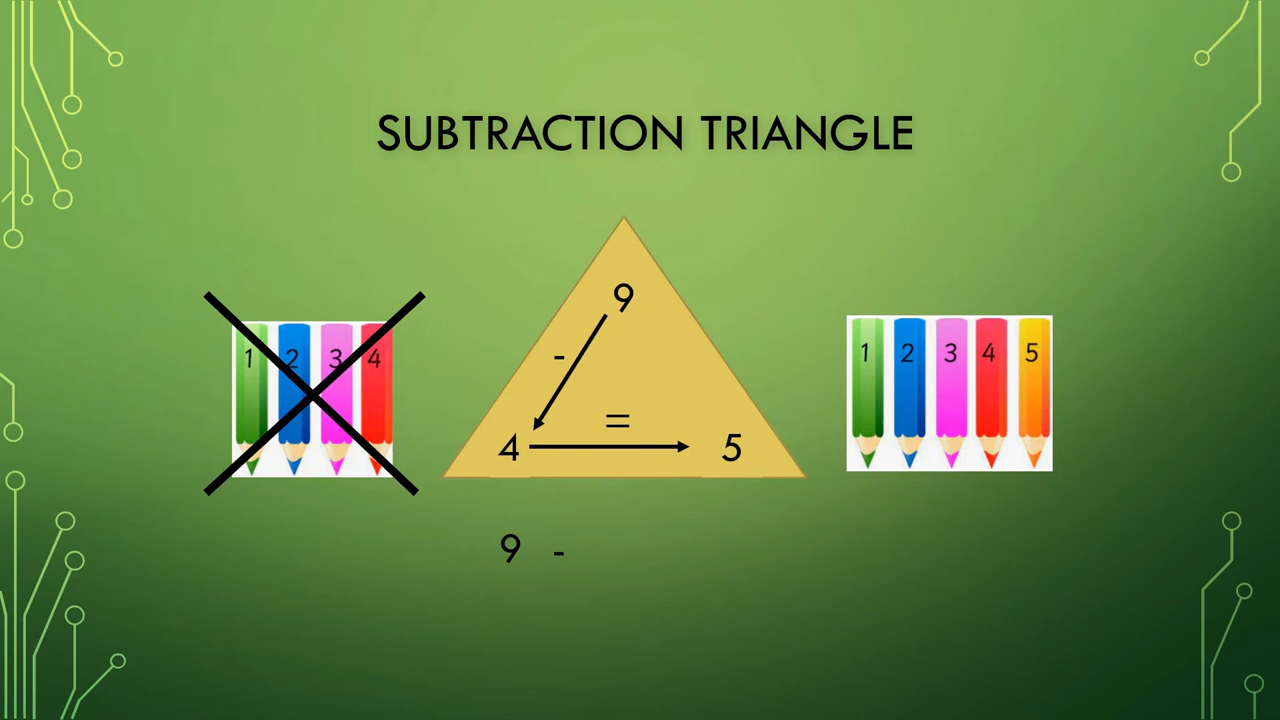 SUBTRACTION TRIANGLE
9
-
1 2 3 4
=
4 5
1 2 3 4 5
9 -